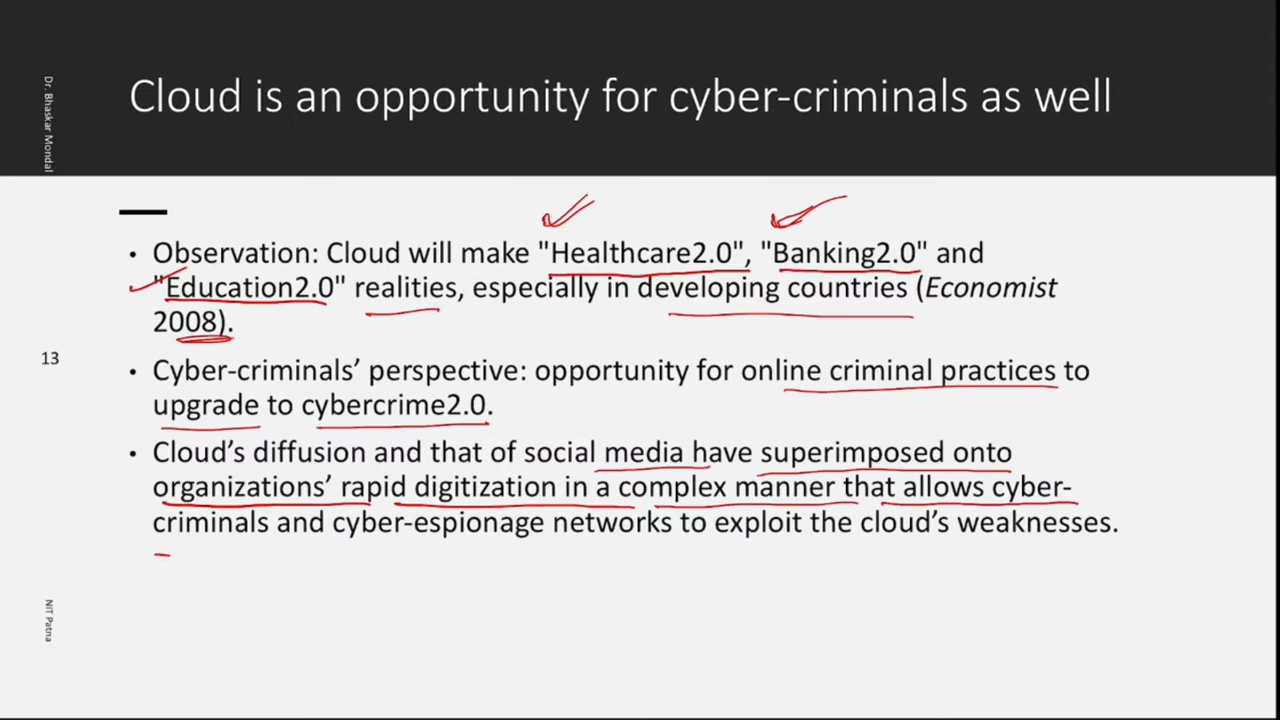 Dr. Bhaskar Mondal
Cloud is an opportunity for cyber-criminals as well
• Observation: Cloud will make "Healthcare2.0", "Banking2.0" and
"Education2.0" realities, especially in developing countries (Economist
2008).
13
• Cyber-criminals’ perspective: opportunity for online criminal practices to
upgrade to cybercrime2.0.
• Cloud’s diffusion and that of social media have superimposed onto
organizations’ rapid digitization in a complex manner that allows cyber-
criminals and cyber-espionage networks to exploit the cloud’s weaknesses.
NIT Patna